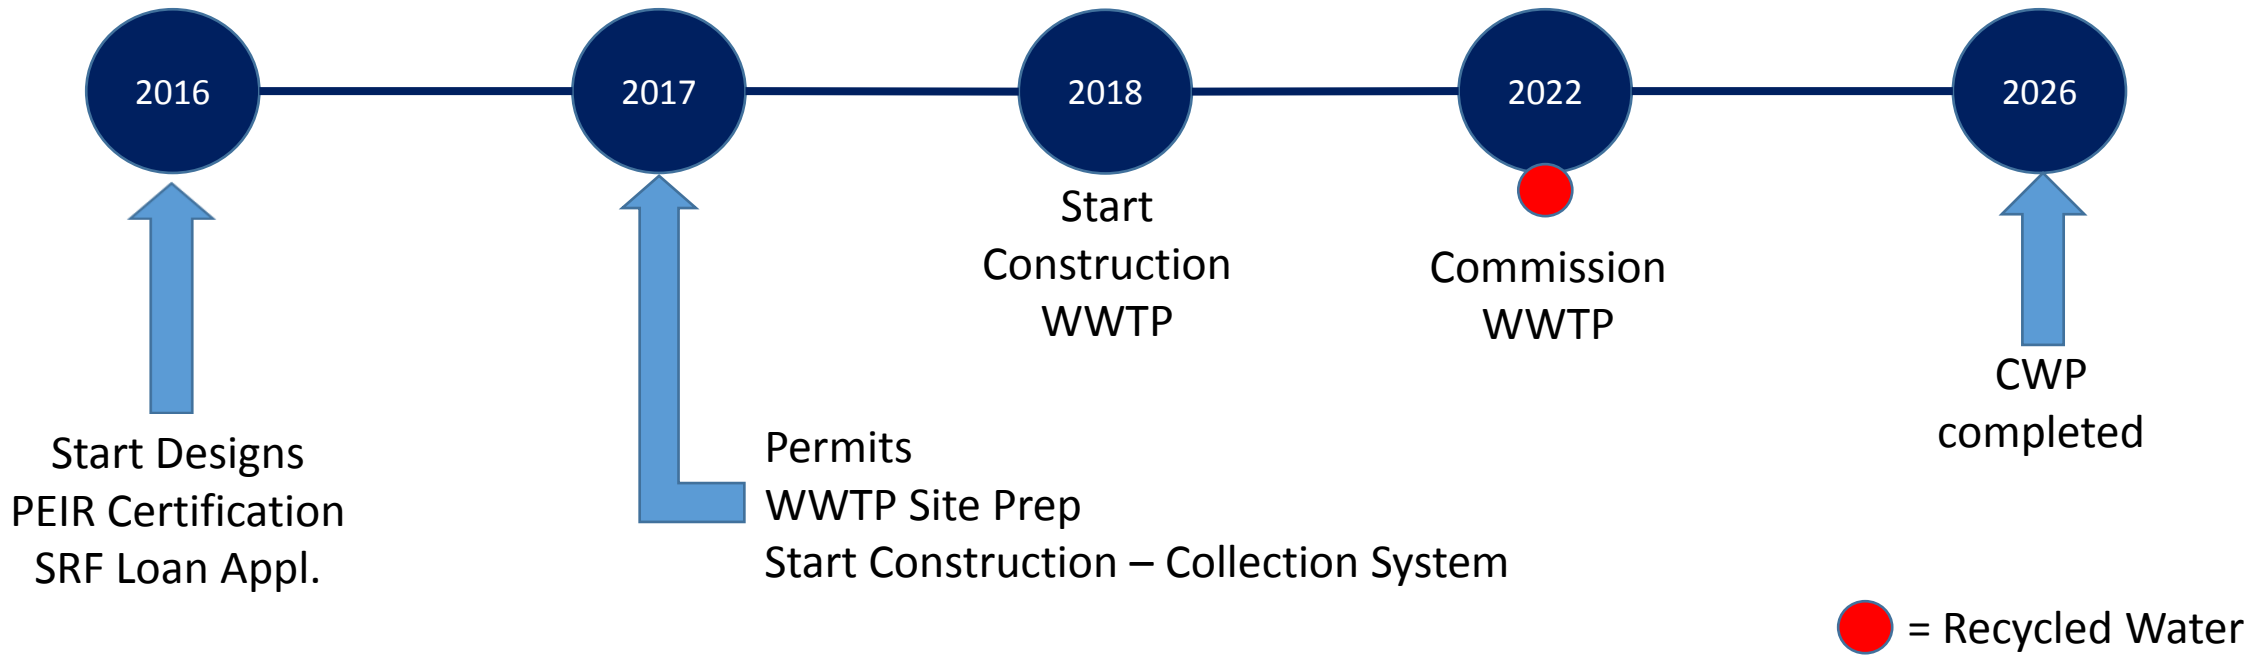 2016
2017
2018
2022
2026
Start Designs
PEIR Certification
SRF Loan Appl.
Permits
WWTP Site Prep
Start Construction – Collection System
Start
Construction
WWTP
Commission
WWTP
CWP
completed
= Recycled Water